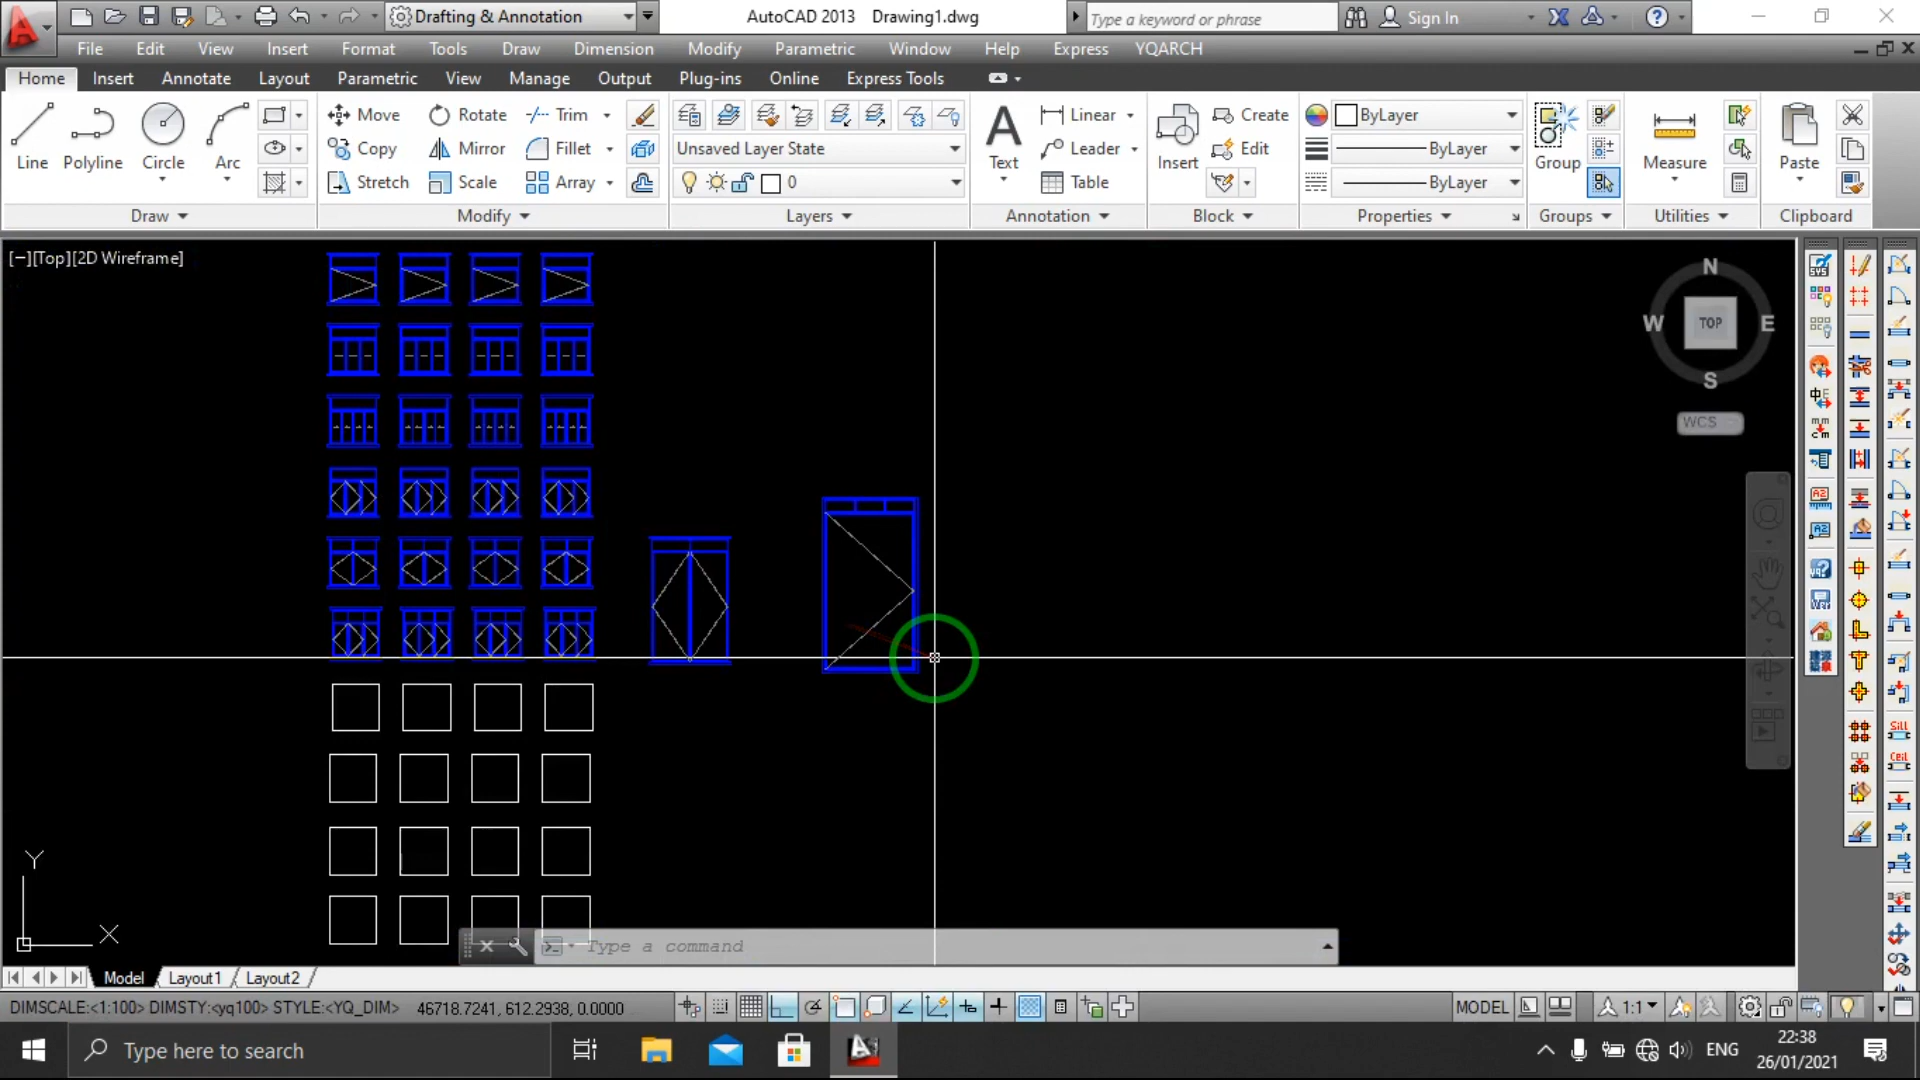 Drafting & Annotation
AutoCAD 2013 Drawing1.dwg
Type a keyword or phrase
Sign In
File Edit View Insert Format Tools Draw Dimension Modify Parametric Window Help Express YQARCH
Home Insert Annotate Layout Parametric View Manage Output Plug-ins Online Express Tools
Line Polyline Circle Arc
Move Rotate Trim
Copy Mirror Fillet
Stretch Scale Array
Unsaved Layer State
0
Text
Linear
Leader
Table
Insert
Create
Edit
ByLayer
ByLayer
ByLayer
Group
Measure
Paste
Draw Modify Layers Annotation Block Properties Groups Utilities Clipboard
[−][Top][2D Wireframe]
N
W TOP E
S
WCS
Y
X
Sill
Type a command
Model Layout1 Layout2
DIMSCALE:<1:100> DIMSTY:<yq100> STYLE:<YQ_DIM> 46718.7241, 612.2938, 0.0000
MODEL
1:1
Type here to search
ENG
22:38
26/01/2021